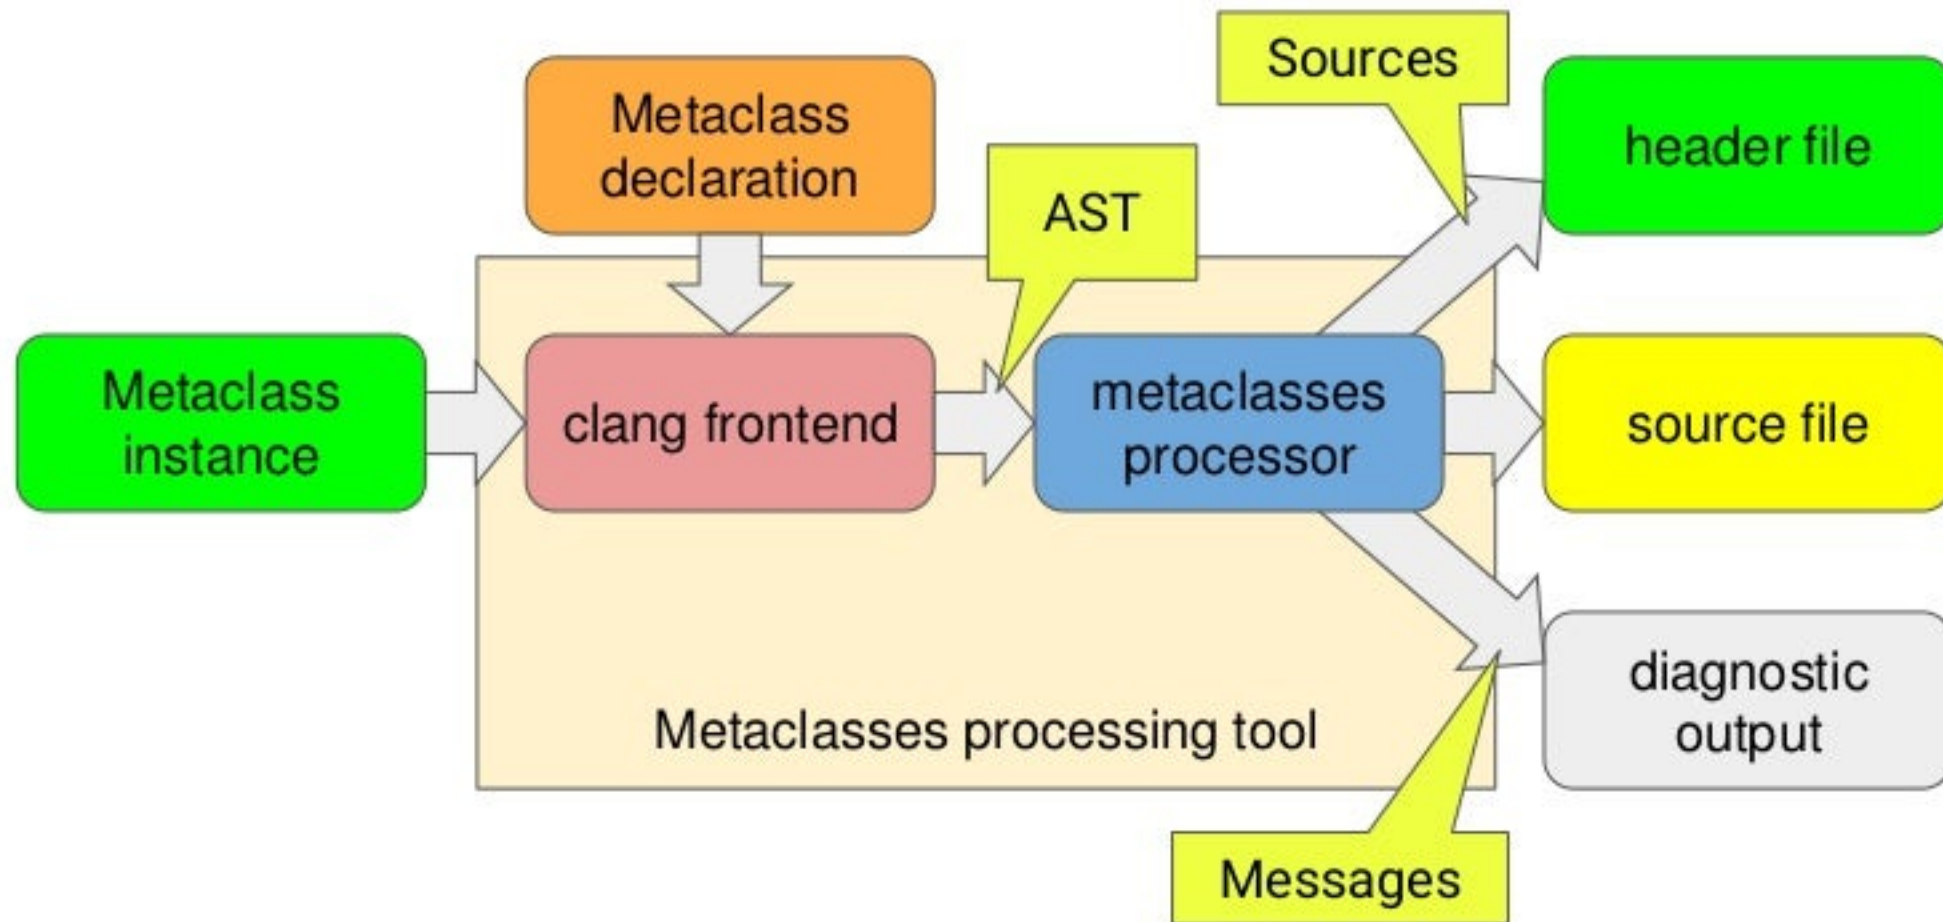 Sources
Metaclass
declaration
header file
AST
Metaclass
instance
clang frontend
metaclasses
processor
source file
diagnostic
output
Metaclasses processing tool
Messages